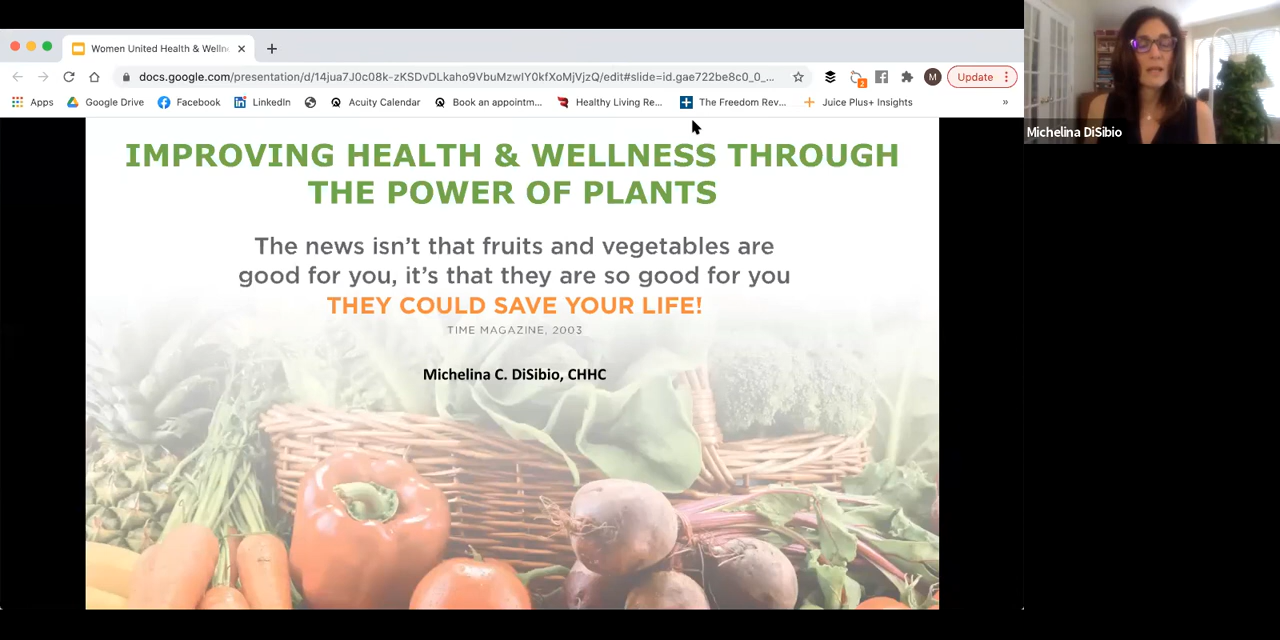 Women United Health & Welln
docs.google.com/presentation/d/14jua7J0c08k-zKSDvDLkdho9VbuMzwIY0kfXoMjVjzQ/edit#slide=id.gae722be8c0_0_...
M
Update
2
Apps
Google Drive
Facebook
LinkedIn
Acuity Calendar
Book an appointm...
Healthy Living Re...
The Freedom Rev...
Juice Plus+ Insights
»
Michelina DiSibio
IMPROVING HEALTH & WELLNESS THROUGH
THE POWER OF PLANTS
The news isn't that fruits and vegetables are
good for you, it's that they are so good for you
THEY COULD SAVE YOUR LIFE!
TIME MAGAZINE, 2003
Michelina C. DiSibio, CHHC